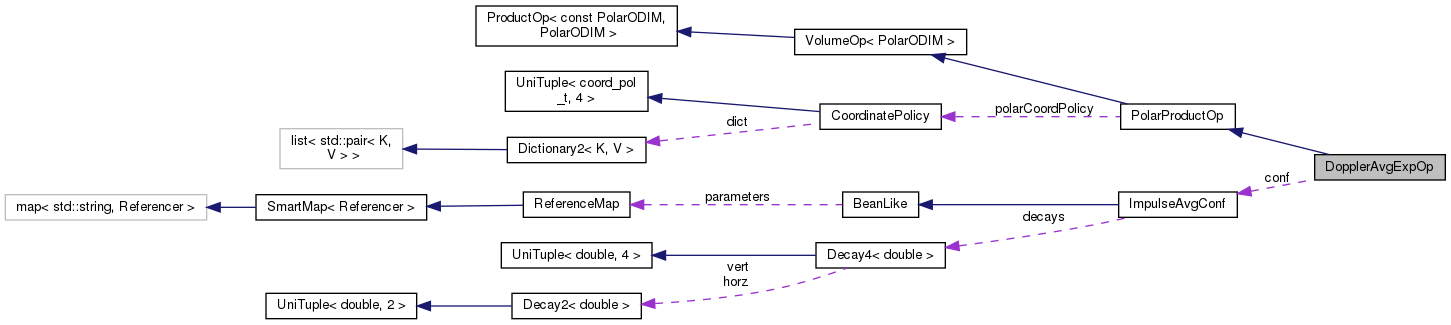 ProductOp< const PolarODIM,
PolarODIM >
VolumeOp< PolarODIM >
UniTuple< coord_pol
_t, 4 >
CoordinatePolicy
polarCoordPolicy
PolarProductOp
dict
list< std::pair< K,
V > >
Dictionary2< K, V >
DopplerAvgExpOp
conf
map< std::string, Referencer >
SmartMap< Referencer >
ReferenceMap
parameters
BeanLike
ImpulseAvgConf
decays
UniTuple< double, 4 >
Decay4< double >
vert
horz
UniTuple< double, 2 >
Decay2< double >